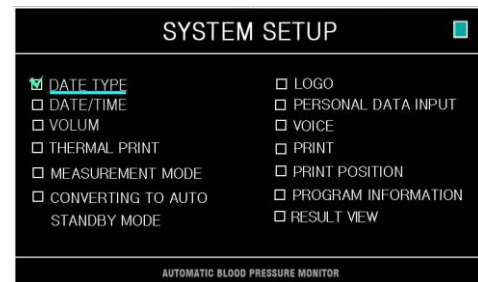 SYSTEM SETUP
DATE TYPE
DATE/TIME
VOLUM
THERMAL PRINT
MEASUREMENT MODE
CONVERTING TO AUTO
STANDBY MODE
LOGO
PERSONAL DATA INPUT
VOICE
PRINT
PRINT POSITION
PROGRAM INFORMATION
RESULT VIEW
AUTOMATIC BLOOD PRESSURE MONITOR